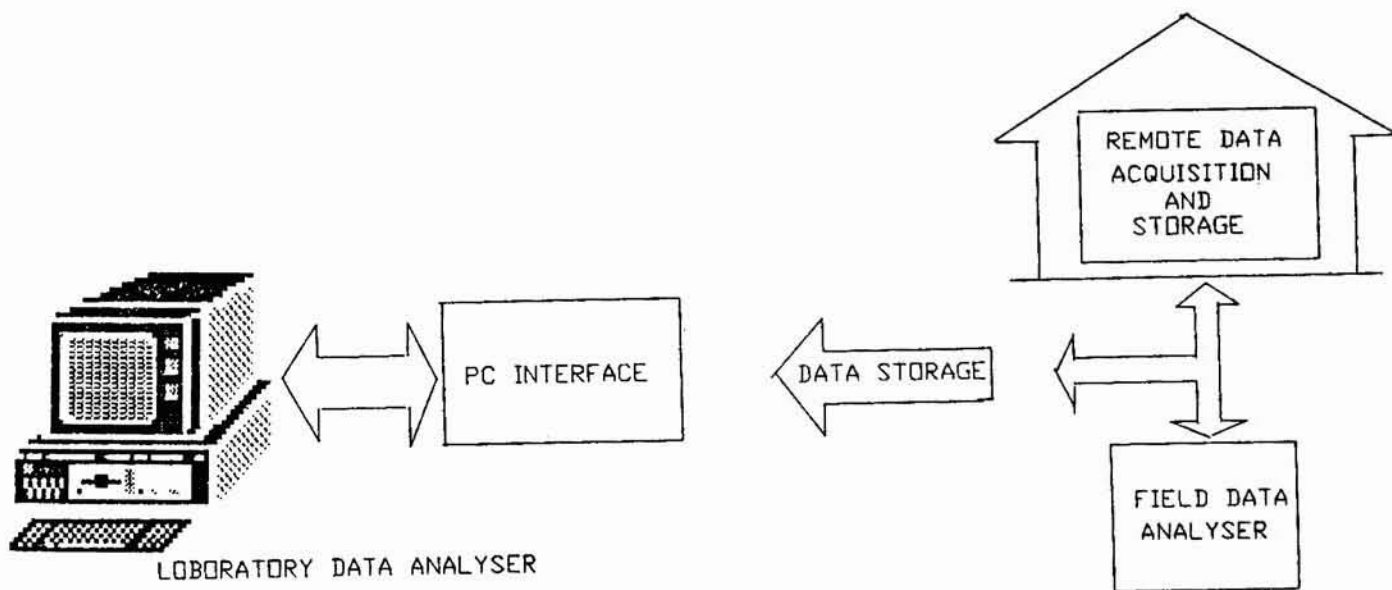 REMOTE DATA
ACQUISITION
AND
STORAGE
PC INTERFACE
DATA STORAGE
FIELD DATA
ANALYSER
LOBORATORY DATA ANALYSER